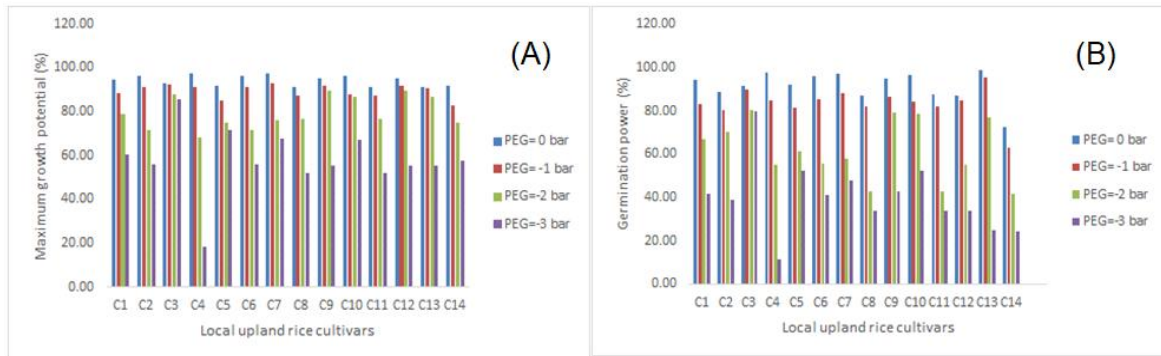 120.00
100.00
80.00
60.00
40.00
20.00
0.00
Maximum growth potential (%)
(A)
PEG= 0 bar
PEG= -1 bar
PEG= -2 bar
PEG=-3 bar
C1 C2 C3 C4 C5 C6 C7 C8 C9 C10 C11 C12 C13 C14
Local upland rice cultivars
120.00
100.00
80.00
60.00
40.00
20.00
0.00
Germination power (%)
(B)
PEG= 0 bar
PEG= -1 bar
PEG=-2 bar
PEG=-3 bar
C1 C2 C3 C4 C5 C6 C7 C8 C9 C10 C11 C12 C13 C14
Local upland rice cultivars